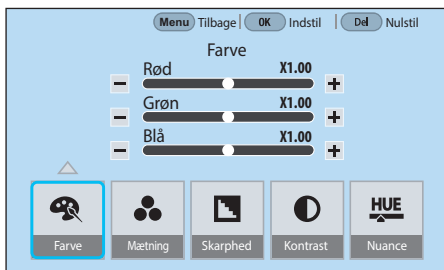 Menu Tilbage | OK Indstil | Del Nulstil
Farve
Rød X1.00
Grøn X1.00
Blå X1.00
HUE
Farve Mætning Skarphed Kontrast Nuance